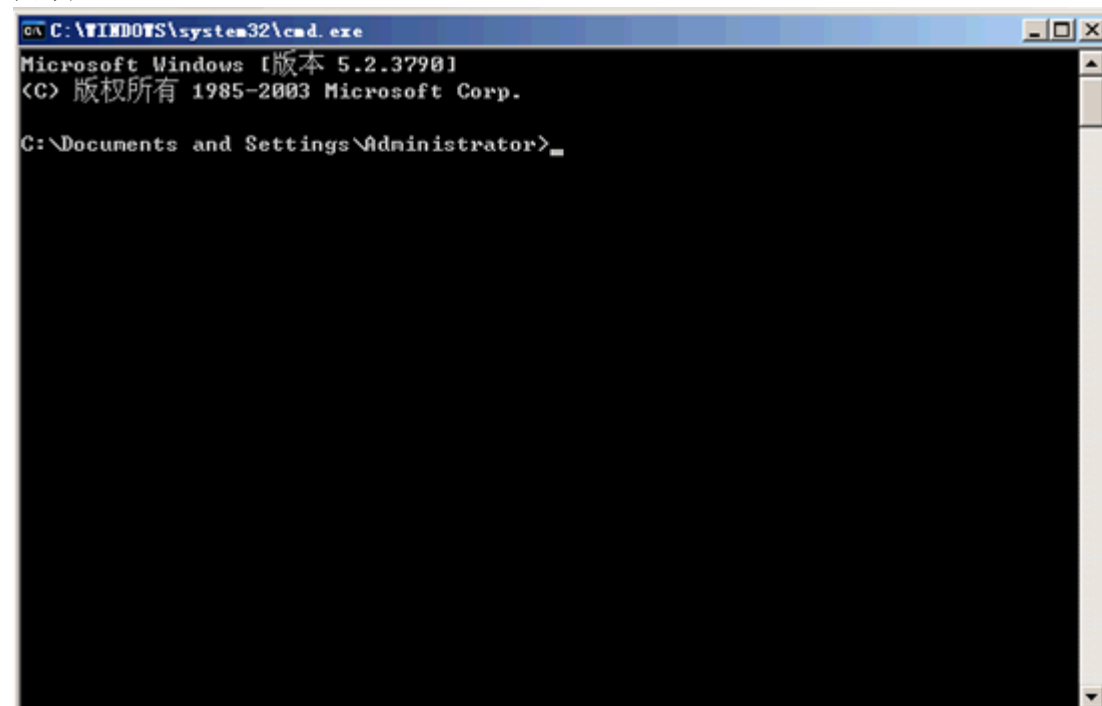 C:\WINDOWS\system32\cmd.exe
Microsoft Windows [版本 5.2.3790]
(C) 版权所有 1985-2003 Microsoft Corp.
C:\Documents and Settings\Administrator>_